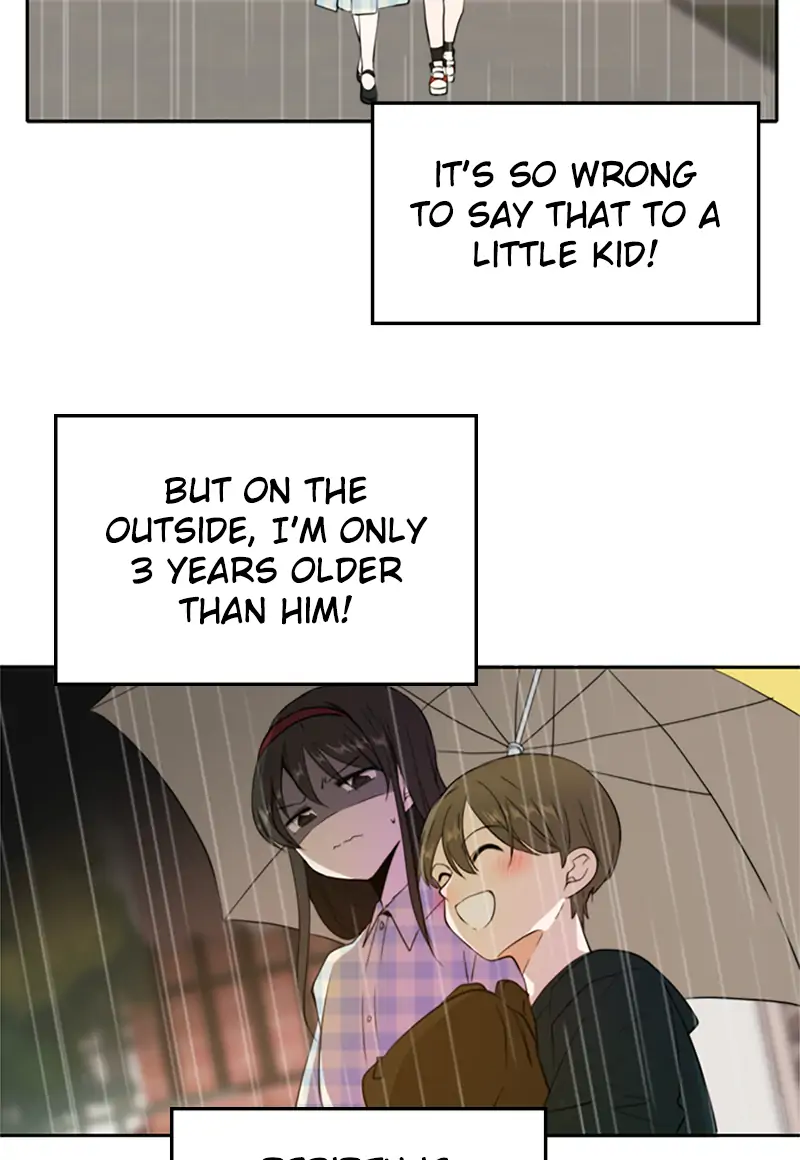 IT'S SO WRONG
TO SAY THAT TO A
LITTLE KID!
BUT ON THE
OUTSIDE, I'M ONLY
3 YEARS OLDER
THAN HIM!